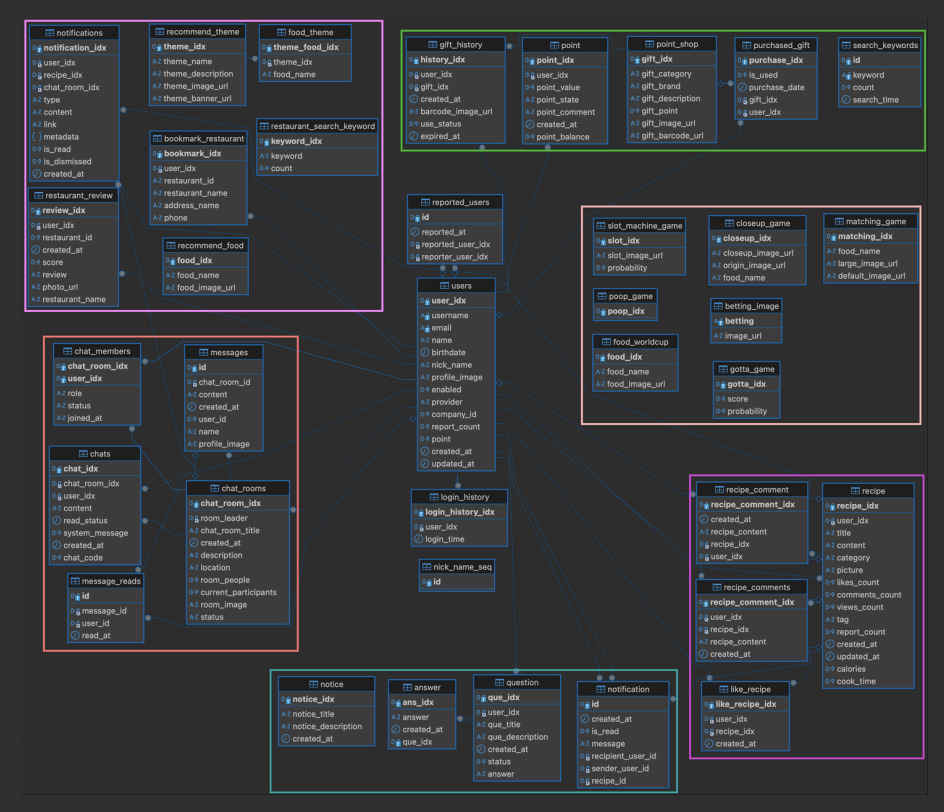 notifications
notification_idx
user_idx
recipe_idx
chat_room_idx
type
content
link
metadata
is_read
is_dismissed
created_at
recommend_theme
theme_idx
theme_name
theme_description
theme_image_url
theme_banner_url
food_theme
theme_food_idx
theme_idx
food_name
bookmark_restaurant
bookmark_idx
user_idx
restaurant_id
restaurant_name
address_name
phone
restaurant_search_keyword
keyword_idx
keyword
count
restaurant_review
review_idx
user_idx
restaurant_id
created_at
score
review
photo_url
restaurant_name
recommend_food
food_idx
food_name
food_image_url
gift_history
history_idx
user_idx
gift_idx
created_at
barcode_image_url
use_status
expired_at
point
point_idx
user_idx
point_value
point_state
point_comment
created_at
point_balance
point_shop
gift_idx
gift_category
gift_brand
gift_description
gift_point
gift_image_url
gift_barcode_url
purchased_gift
purchase_idx
is_used
purchase_date
gift_idx
user_idx
search_keywords
id
keyword
count
search_time
reported_users
id
reported_at
reported_user_idx
reporter_user_idx
users
user_idx
username
email
name
birthdate
nick_name
profile_image
enabled
provider
company_id
report_count
point
created_at
updated_at
login_history
login_history_idx
user_idx
login_time
nick_name_seq
id
slot_machine_game
slot_idx
slot_image_url
probability
closeup_game
closeup_idx
closeup_image_url
origin_image_url
food_name
matching_game
matching_idx
food_name
large_image_url
default_image_url
poop_game
poop_idx
betting_image
betting
image_url
food_worldcup
food_idx
food_name
food_image_url
gotta_game
gotta_idx
score
probability
chat_members
chat_room_idx
user_idx
role
status
joined_at
messages
id
chat_room_id
content
created_at
user_id
name
profile_image
chats
chat_idx
chat_room_idx
user_idx
content
read_status
system_message
created_at
chat_code
chat_rooms
chat_room_idx
room_leader
chat_room_title
created_at
description
location
room_people
current_participants
room_image
status
message_reads
id
message_id
user_id
read_at
recipe_comment
recipe_comment_idx
created_at
recipe_content
recipe_idx
user_idx
recipe
recipe_idx
user_idx
title
content
category
picture
likes_count
comments_count
views_count
tag
report_count
created_at
updated_at
calories
cook_time
recipe_comments
recipe_comment_idx
user_idx
recipe_idx
recipe_content
created_at
like_recipe
like_recipe_idx
user_idx
recipe_idx
created_at
notice
notice_idx
notice_title
notice_description
created_at
answer
ans_idx
answer
created_at
que_idx
question
que_idx
user_idx
que_title
que_description
created_at
status
answer
notification
id
created_at
is_read
message
recipient_user_id
sender_user_id
recipe_id